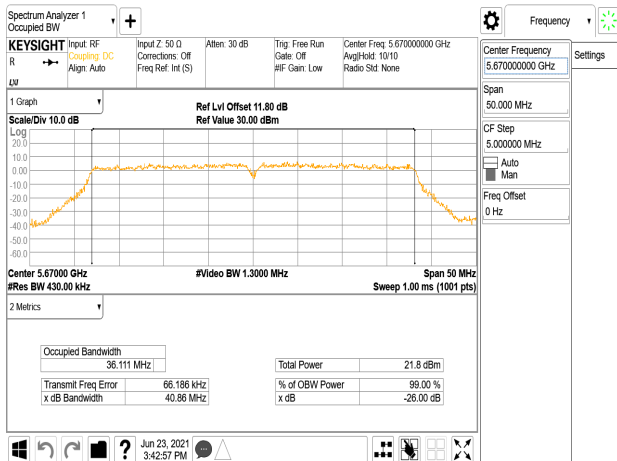 Spectrum Analyzer 1
Occupied BW
Frequency
KEYSIGHT
R
LXI
Input: RF
Coupling: DC
Align: Auto
Input Z: 50 Ω
Corrections: Off
Freq Ref: Int (S)
Atten: 30 dB
Trig: Free Run
Gate: Off
#IF Gain: Low
Center Freq: 5.670000000 GHz
Avg|Hold: 10/10
Radio Std: None
Center Frequency
5.670000000 GHz
Settings
Span
50.000 MHz
CF Step
5.000000 MHz
Auto
Man
Freq Offset
0 Hz
1 Graph
Scale/Div 10.0 dB
Ref Lvl Offset 11.80 dB
Ref Value 30.00 dBm
Log
20.0
10.0
0.00
-10.0
-20.0
-30.0
-40.0
-50.0
-60.0
Center 5.67000 GHz
#Res BW 430.00 kHz
#Video BW 1.3000 MHz
Span 50 MHz
Sweep 1.00 ms (1001 pts)
2 Metrics
Occupied Bandwidth
36.111 MHz
Total Power 21.8 dBm
Transmit Freq Error 66.186 kHz
% of OBW Power 99.00 %
x dB Bandwidth 40.86 MHz
x dB -26.00 dB
?
Jun 23, 2021
3:42:57 PM